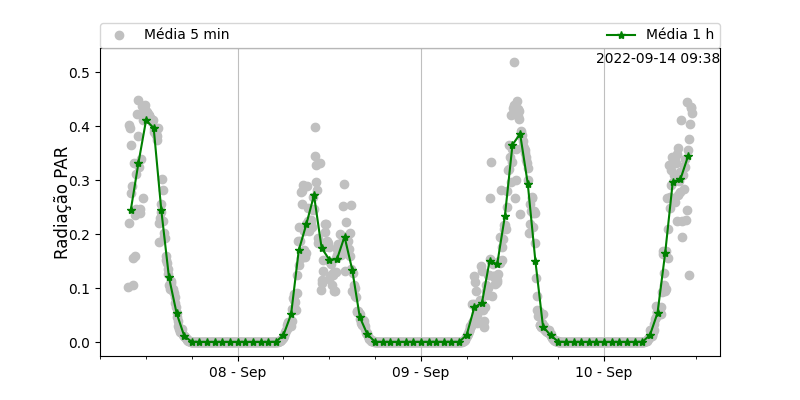 Média 5 min
Média 1 h
2022-09-14 09:38
Radiação PAR
0.5
0.4
0.3
0.2
0.1
0.0
08 - Sep
09 - Sep
10 - Sep